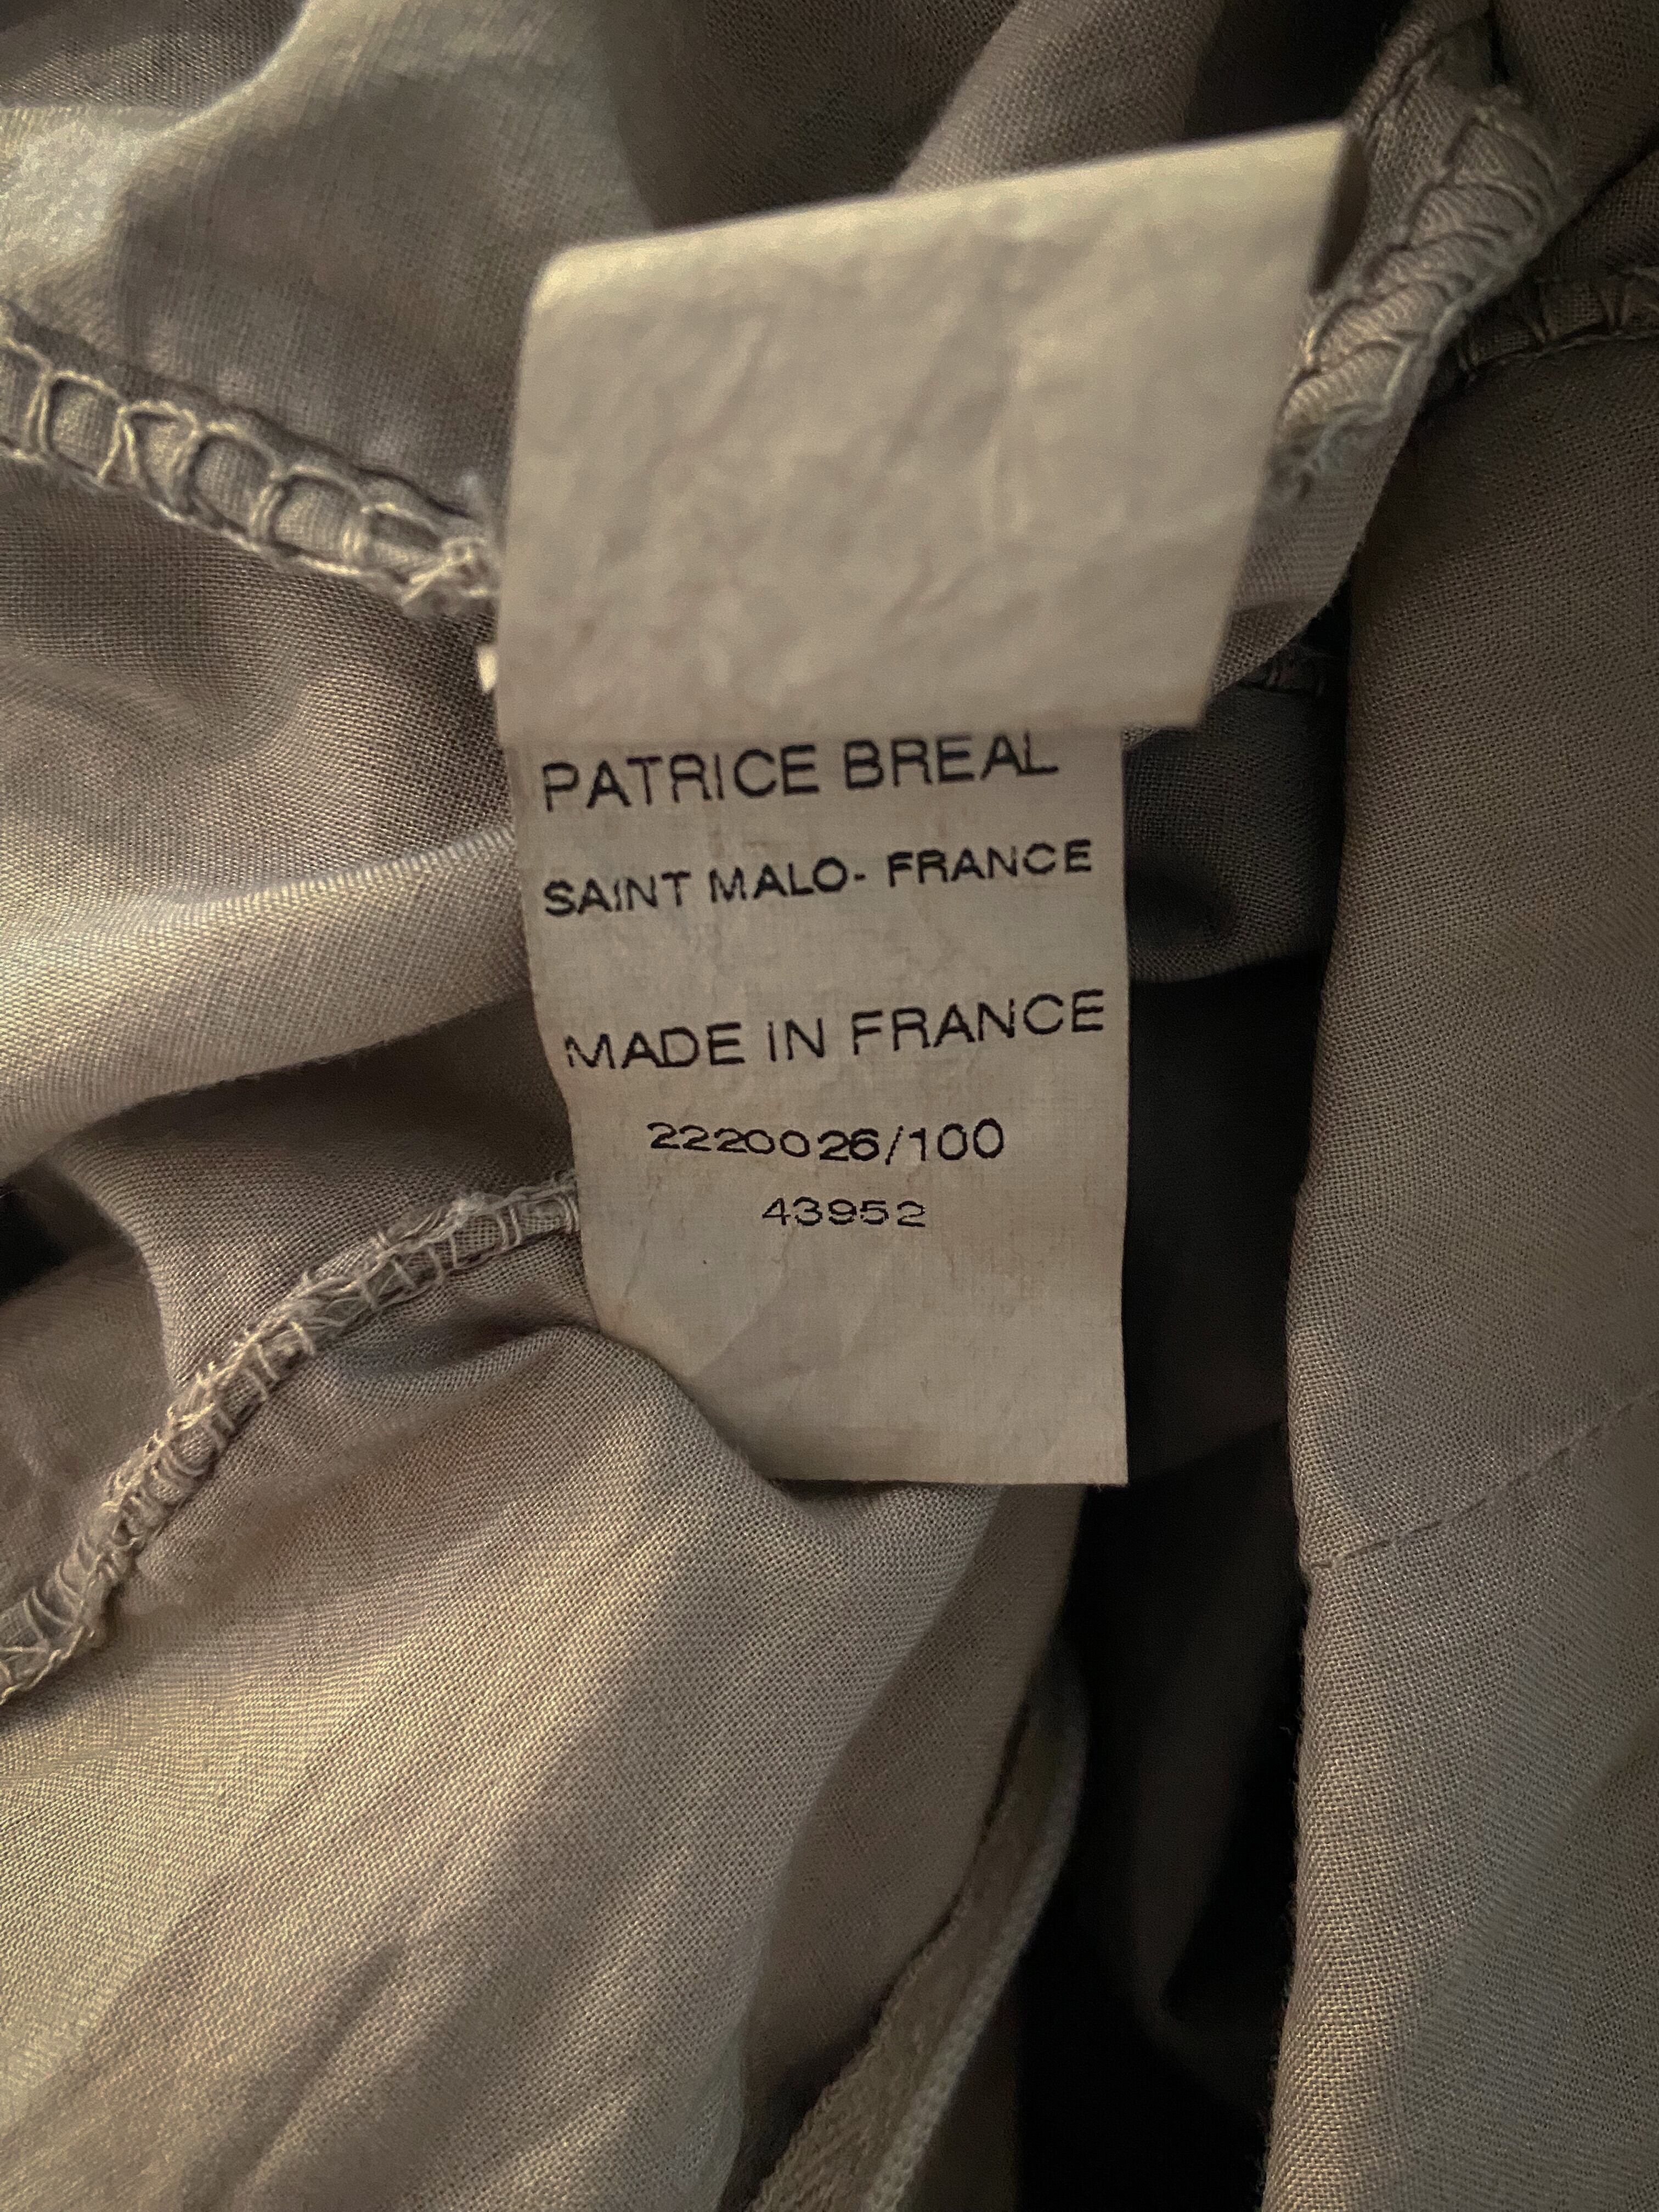 PATRICE BREAL
SAINT MALO- FRANCE
MADE IN FRANCE
2220026/100
43952